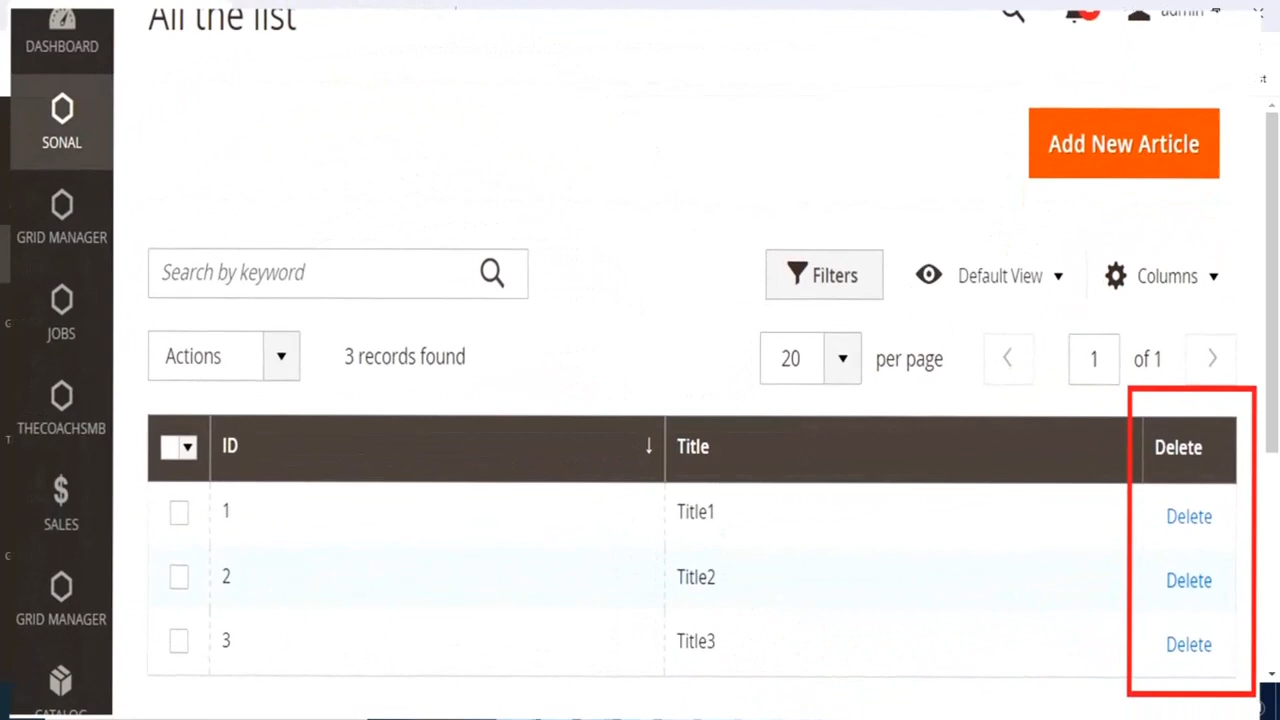 All the list
admin
DASHBOARD
SONAL
GRID MANAGER
JOBS
THECOACHSMB
SALES
GRID MANAGER
CATALOG
Add New Article
Search by keyword
Filters
Default View
Columns
Actions
3 records found
20
per page
1
of 1
ID ↓ Title Delete
1 Title1 Delete
2 Title2 Delete
3 Title3 Delete